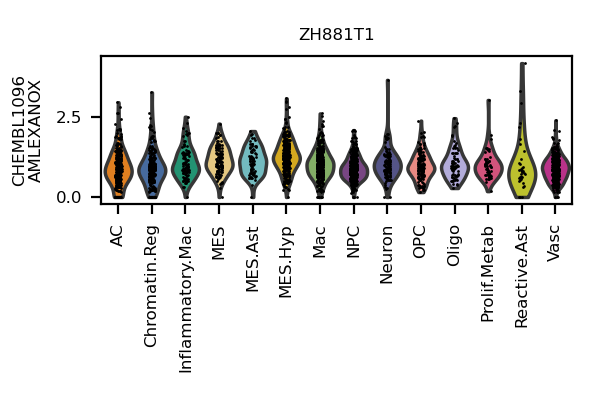 ZH881T1
CHEMBL1096
AMLEXANOX
2.5
0.0
AC
Chromatin.Reg
Inflammatory.Mac
MES
MES.Ast
MES.Hyp
Mac
NPC
Neuron
OPC
Oligo
Prolif.Metab
Reactive.Ast
Vasc